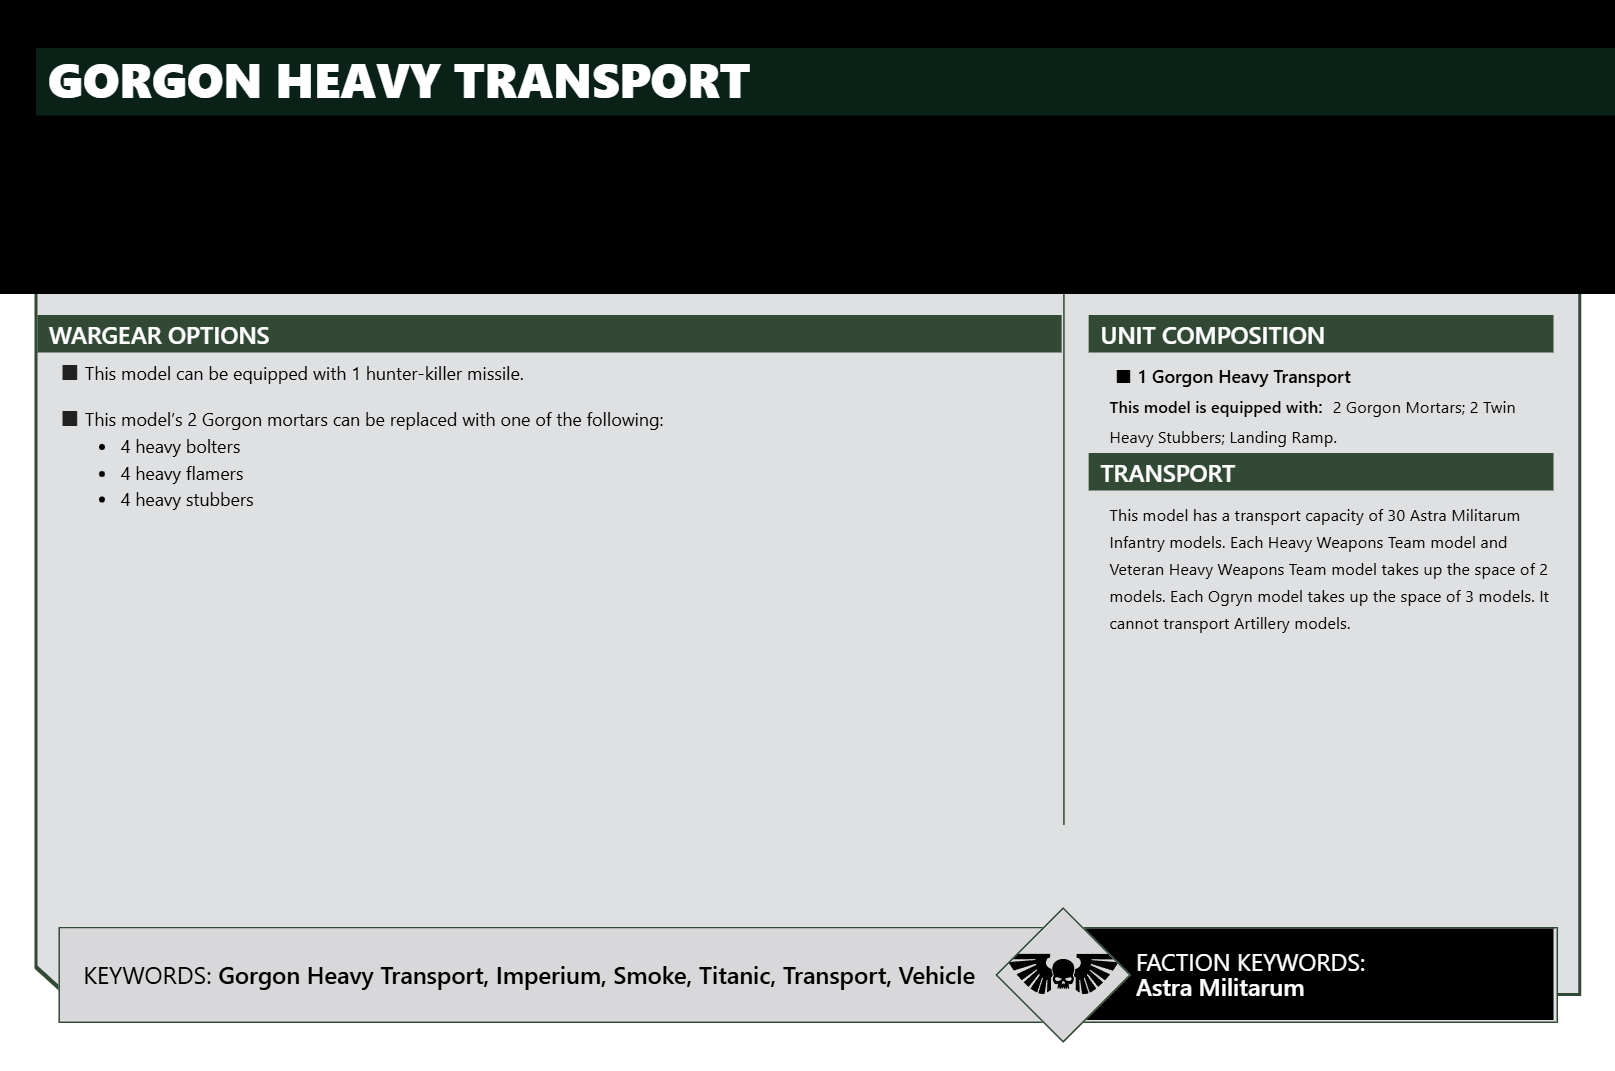 GORGON HEAVY TRANSPORT
WARGEAR OPTIONS
■ This model can be equipped with 1 hunter-killer missile.
■ This model’s 2 Gorgon mortars can be replaced with one of the following:
• 4 heavy bolters
• 4 heavy flamers
• 4 heavy stubbers
UNIT COMPOSITION
■ 1 Gorgon Heavy Transport
This model is equipped with: 2 Gorgon Mortars; 2 Twin
Heavy Stubbers; Landing Ramp.
TRANSPORT
This model has a transport capacity of 30 Astra Militarum
Infantry models. Each Heavy Weapons Team model and
Veteran Heavy Weapons Team model takes up the space of 2
models. Each Ogryn model takes up the space of 3 models. It
cannot transport Artillery models.
KEYWORDS: Gorgon Heavy Transport, Imperium, Smoke, Titanic, Transport, Vehicle
FACTION KEYWORDS:
Astra Militarum